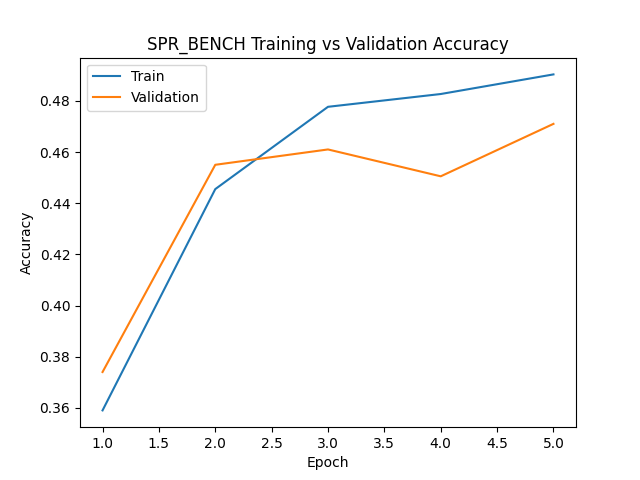 SPR_BENCH Training vs Validation Accuracy
Train
Validation
Accuracy
0.48
0.46
0.44
0.42
0.40
0.38
0.36
1.0 1.5 2.0 2.5 3.0 3.5 4.0 4.5 5.0
Epoch